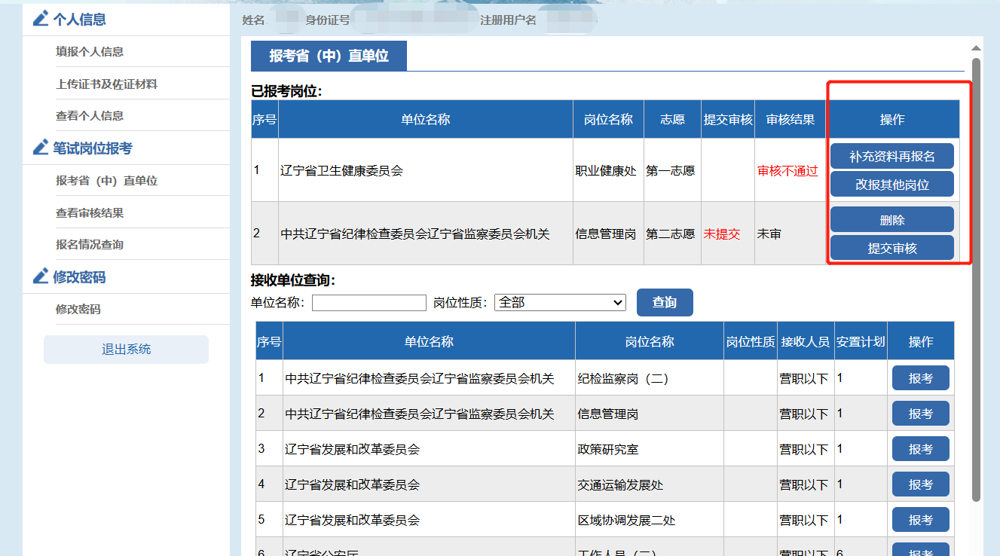 个人信息
填报个人信息
上传证书及佐证材料
查看个人信息
笔试岗位报考
报考省（中）直单位
查看审核结果
报名情况查询
修改密码
修改密码
退出系统
姓名 身份证号 注册用户名
报考省（中）直单位
已报考岗位：
序号 单位名称 岗位名称 志愿 提交审核 审核结果 操作
1 辽宁省卫生健康委员会 职业健康处 第一志愿 审核不通过 补充资料再报名
改报其他岗位
2 中共辽宁省纪律检查委员会辽宁省监察委员会机关 信息管理岗 第二志愿 未提交 未审 删除
提交审核
接收单位查询：
单位名称： 岗位性质： 全部 查询
序号 单位名称 岗位名称 岗位性质 接收人员 安置计划 操作
1 中共辽宁省纪律检查委员会辽宁省监察委员会机关 纪检监察岗（二） 营职以下 1 报考
2 中共辽宁省纪律检查委员会辽宁省监察委员会机关 信息管理岗 营职以下 1 报考
3 辽宁省发展和改革委员会 政策研究室 营职以下 1 报考
4 辽宁省发展和改革委员会 交通运输发展处 营职以下 1 报考
5 辽宁省发展和改革委员会 区域协调发展二处 营职以下 1 报考
6 辽宁省公安厅 工作人员（二） 营职以下 6 报考